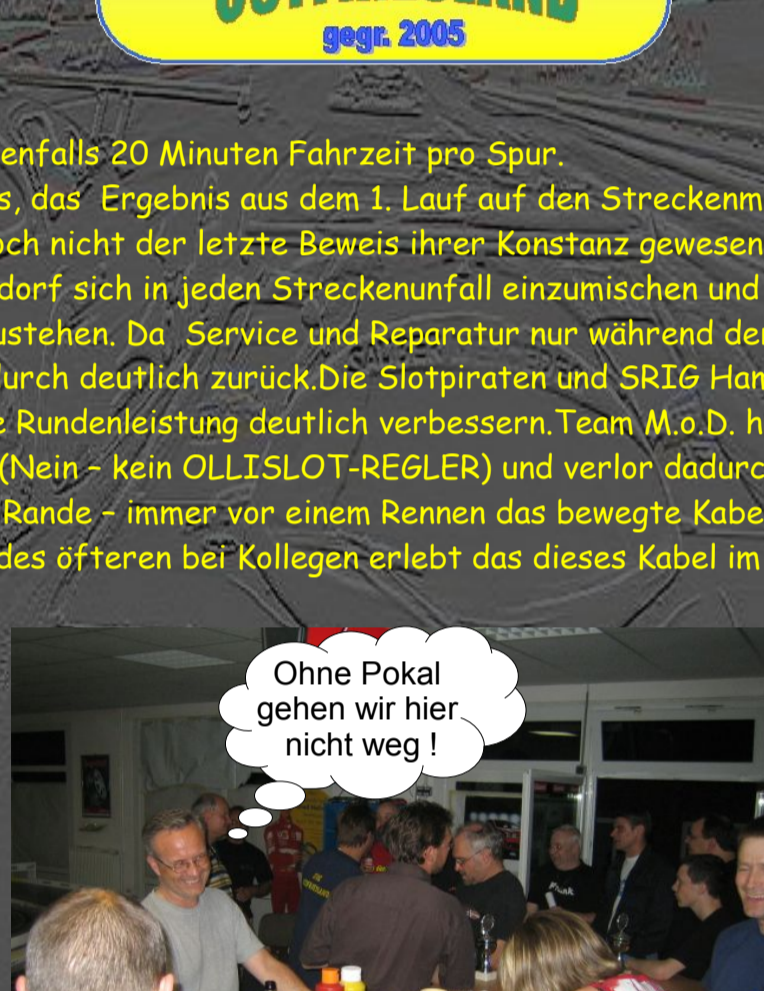 gegr. 2005
enfalls 20 Minuten Fahrzeit pro Spur.
s, das Ergebnis aus dem 1. Lauf auf den Streckenm
och nicht der letzte Beweis ihrer Konstanz gewesen
dorf sich in jeden Streckenunfall einzumischen und
ustehen. Da Service und Reparatur nur während der
durch deutlich zurück.Die Slotpiraten und SRIG Ham
e Rundenleistung deutlich verbessern.Team M.o.D. h
(Nein – kein OLLISLOT-REGLER) und verlor dadurc
Rande – immer vor einem Rennen das bewegte Kabe
des öfteren bei Kollegen erlebt das dieses Kabel im
Ohne Pokal
gehen wir hier
nicht weg !